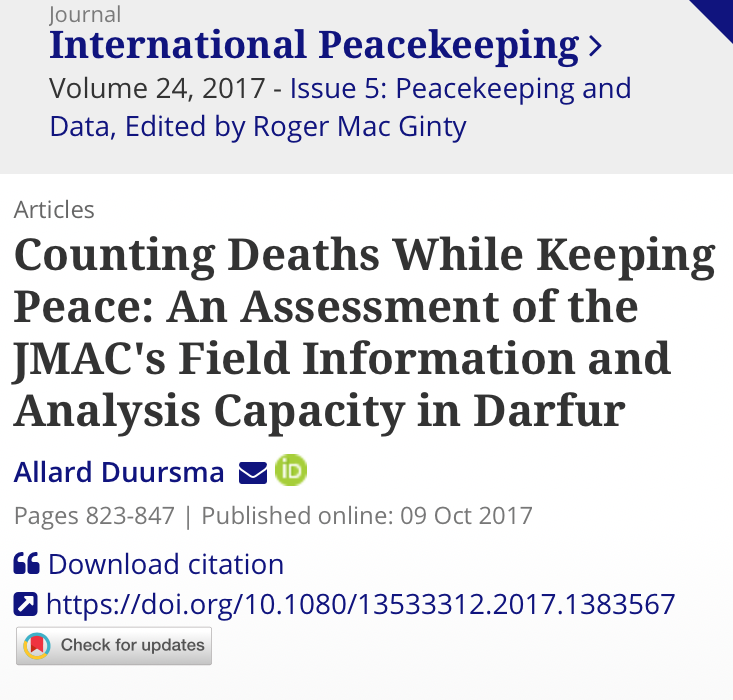 Journal
International Peacekeeping >
Volume 24, 2017 - Issue 5: Peacekeeping and
Data, Edited by Roger Mac Ginty
Articles
Counting Deaths While Keeping
Peace: An Assessment of the
JMAC's Field Information and
Analysis Capacity in Darfur
Allard Duursma iD
Pages 823-847 | Published online: 09 Oct 2017
Download citation
https://doi.org/10.1080/13533312.2017.1383567
Check for updates